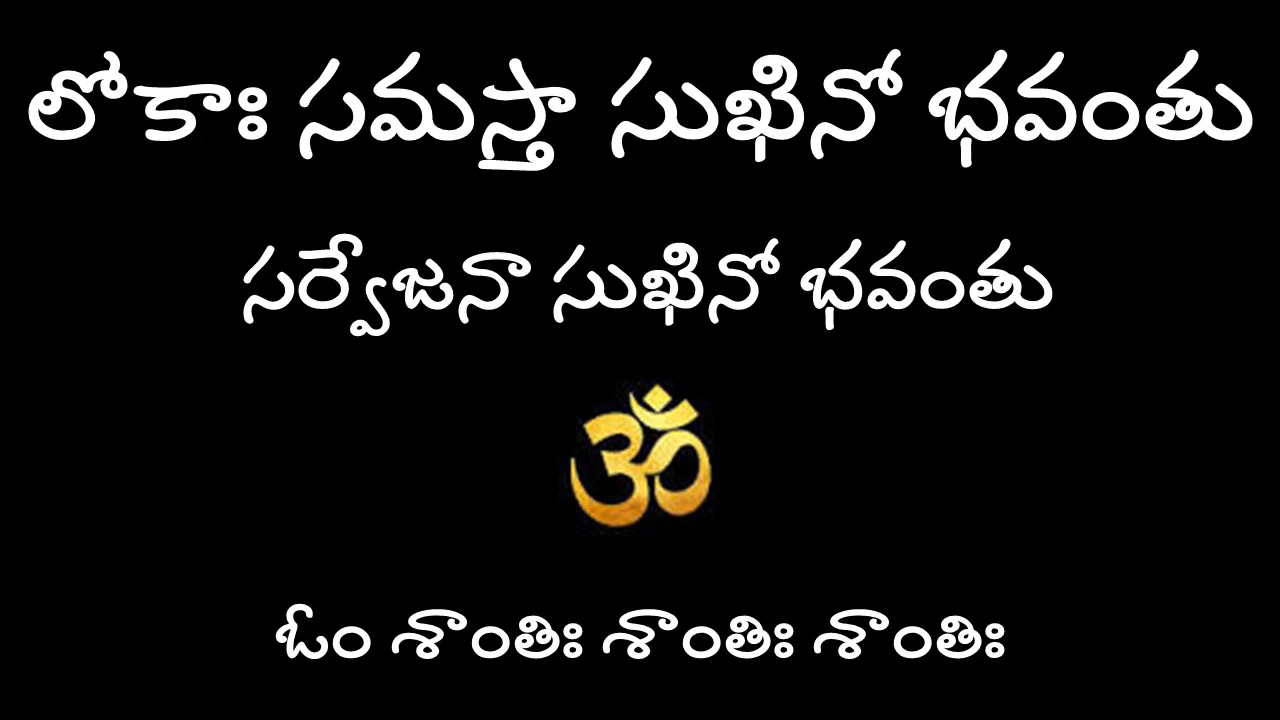 లోకాః సమస్తా సుఖినో భవంతు
సర్వేజనా సుఖినో భవంతు
ॐ
ఓం శాంతిః శాంతిః శాంతిః